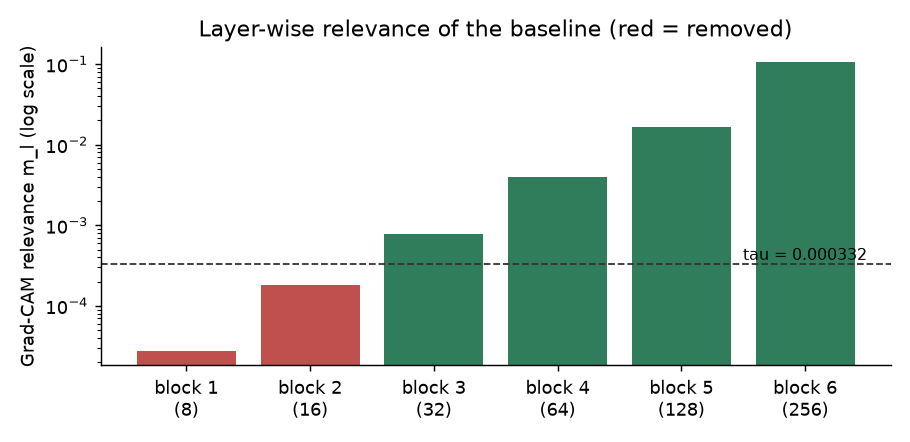 Layer-wise relevance of the baseline (red = removed)
Grad-CAM relevance m_l (log scale)
10⁻¹
10⁻²
10⁻³
10⁻⁴
tau = 0.000332
block 1 block 2 block 3 block 4 block 5 block 6
(8) (16) (32) (64) (128) (256)